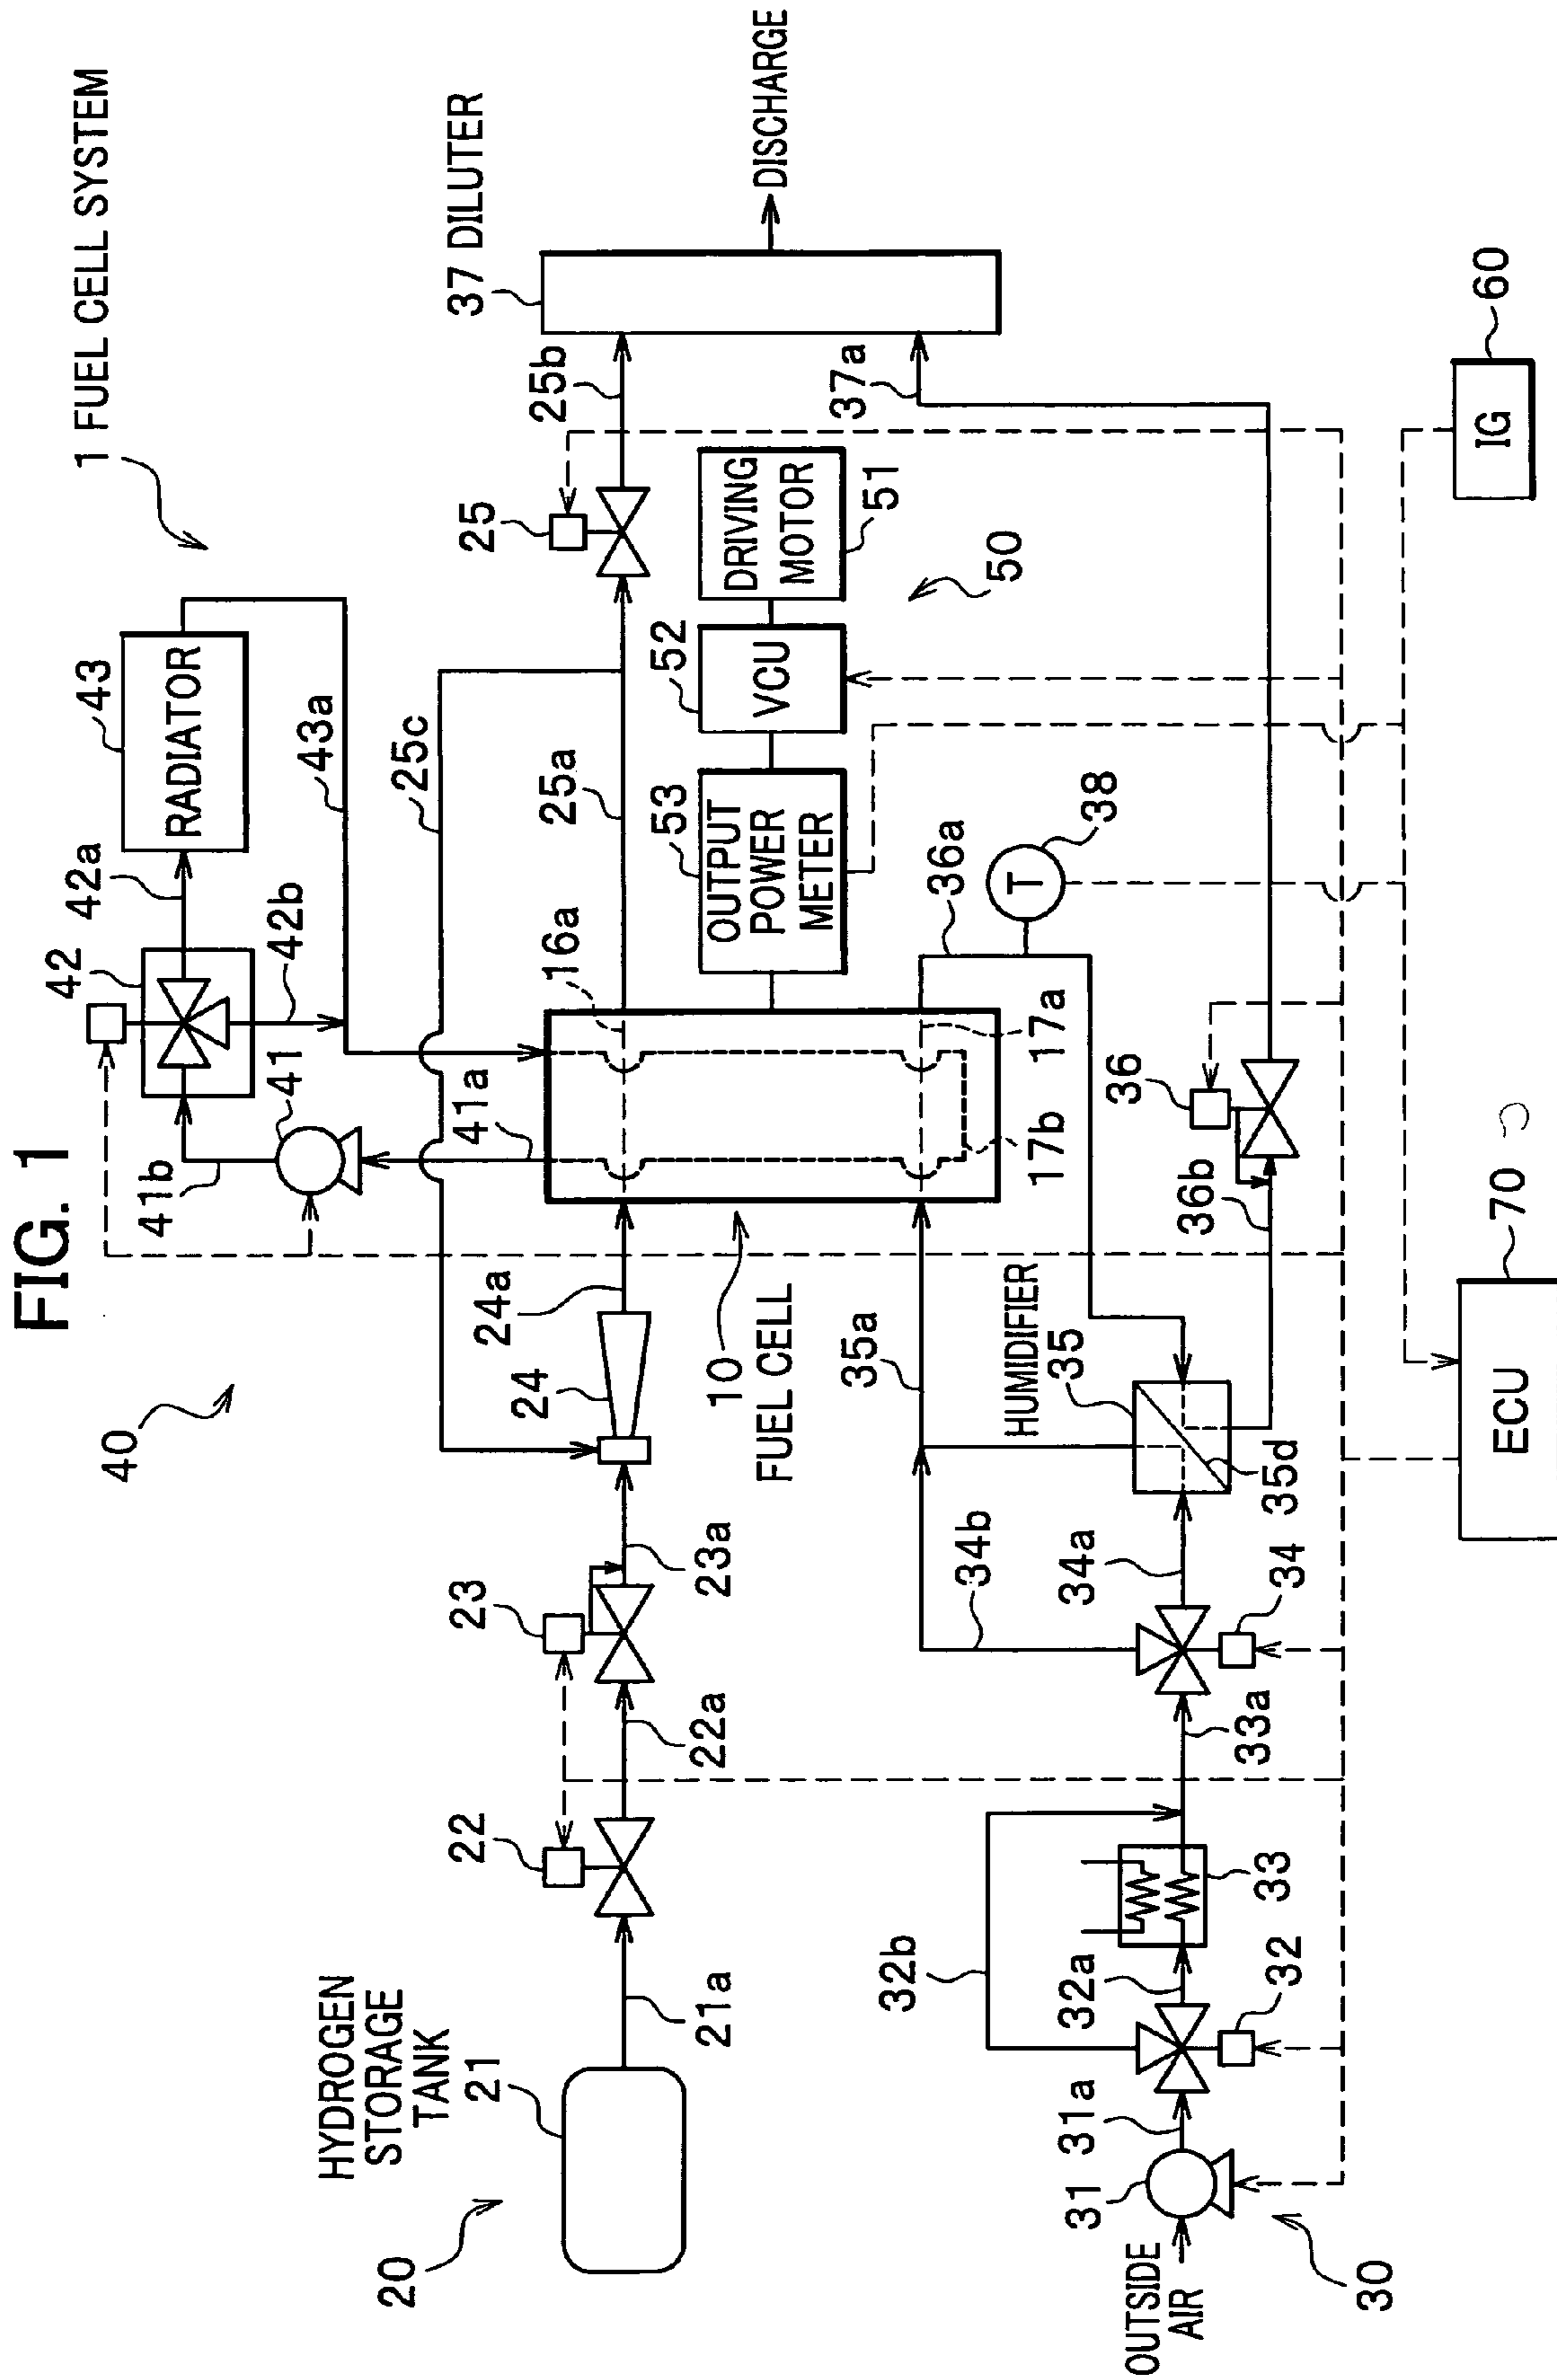 FIG. 1
1 FUEL CELL SYSTEM
40
42
42a
43
RADIATOR
43a
42b
41
41b
41a
25c
37 DILUTER
DISCHARGE
HYDROGEN
STORAGE
TANK
21
20
21a
22
22a
23
23a
24
24a
16a
25a
25
25b
10
FUEL CELL
53
OUTPUT
POWER
METER
52
VCU
DRIVING
MOTOR
51
50
37a
35a
17a
17b
36a
T
38
32b
34b
HUMIDIFIER
35
35d
36
36b
OUTSIDE
AIR
31
31a
32a
32
33
33a
34a
34
30
ECU
70
IG
60